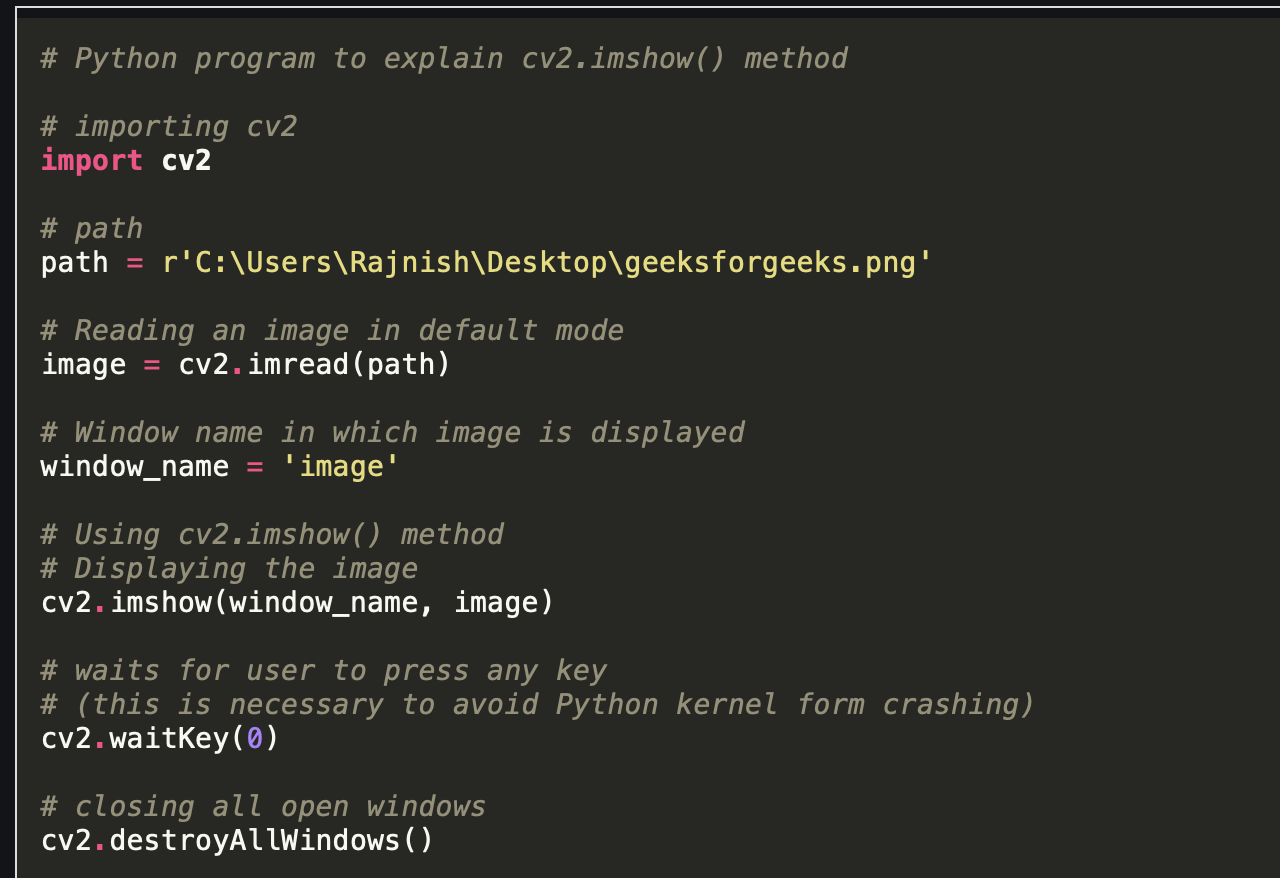 # Python program to explain cv2.imshow() method
# importing cv2
import cv2
# path
path = r'C:\Users\Rajnish\Desktop\geeksforgeeks.png'
# Reading an image in default mode
image = cv2.imread(path)
# Window name in which image is displayed
window_name = 'image'
# Using cv2.imshow() method
# Displaying the image
cv2.imshow(window_name, image)
# waits for user to press any key
# (this is necessary to avoid Python kernel form crashing)
cv2.waitKey(0)
# closing all open windows
cv2.destroyAllWindows()